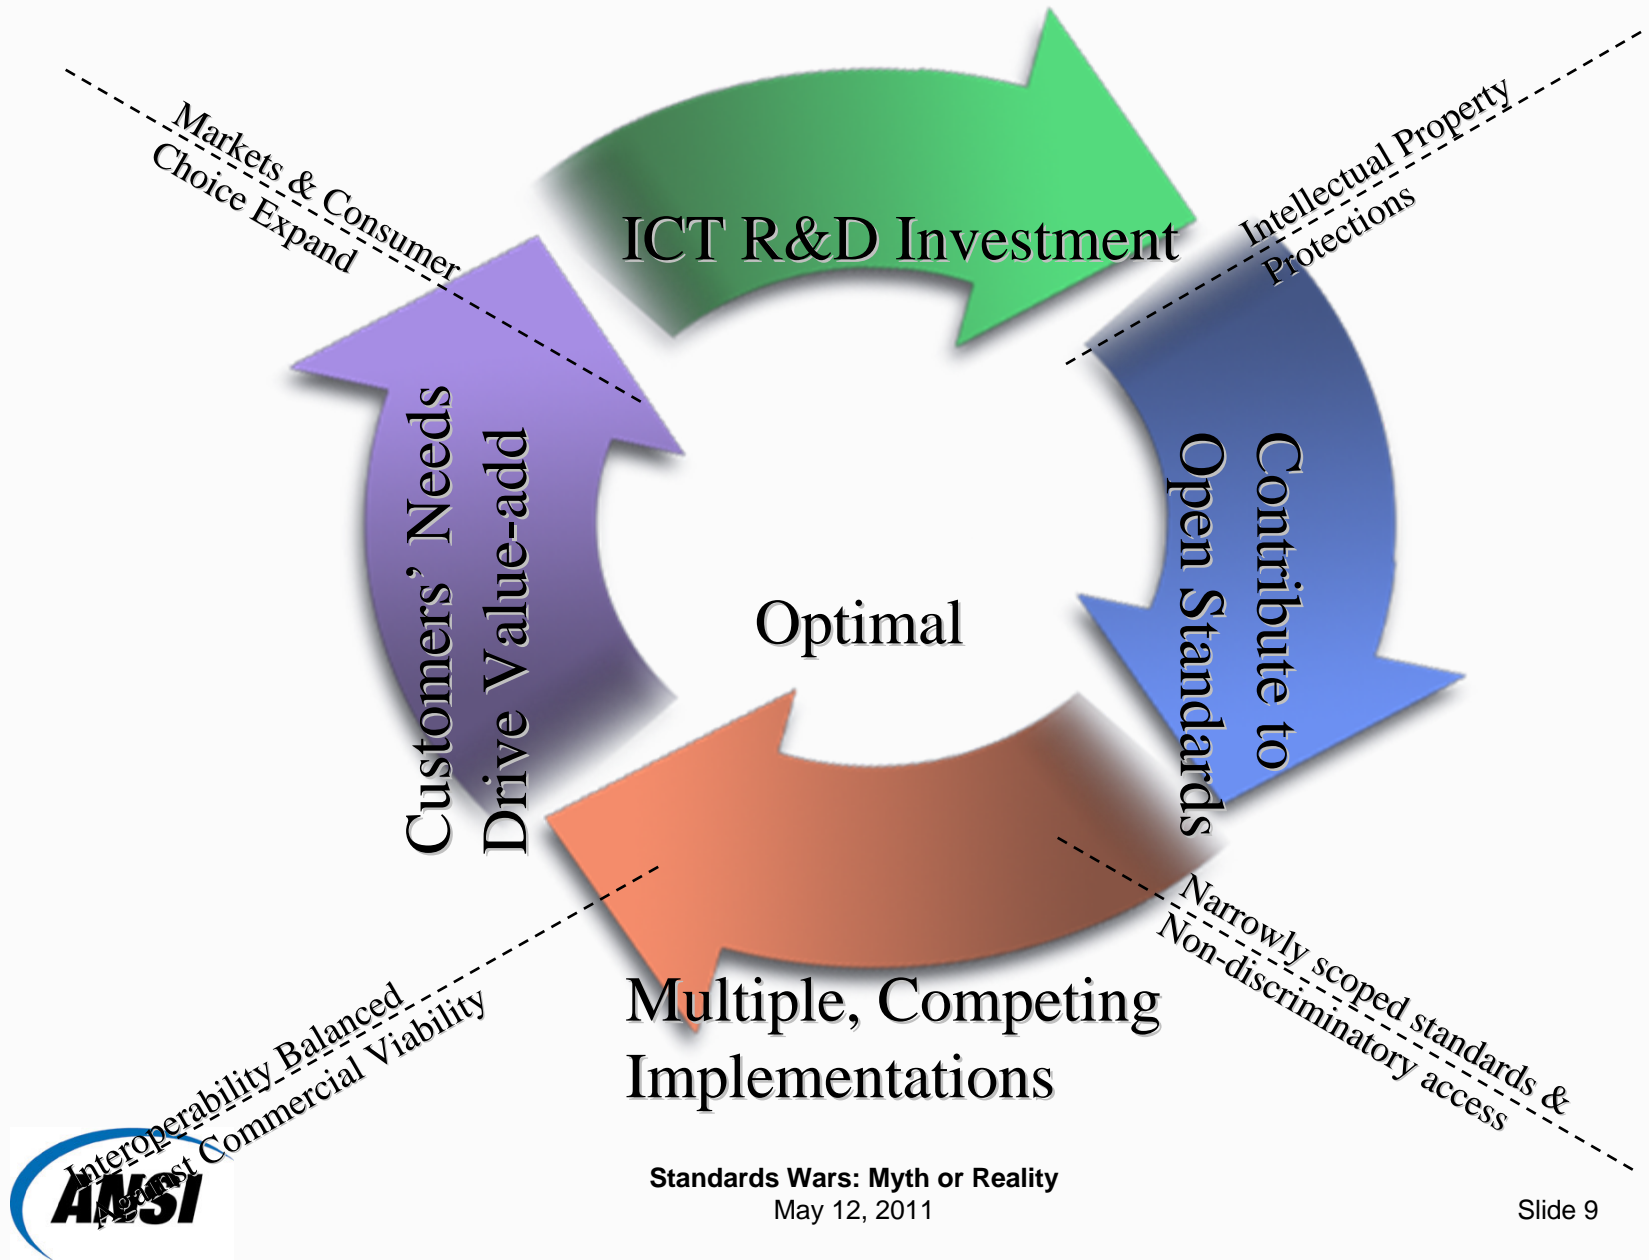 Markets & Consumer
Choice Expand
ICT R&D Investment
Intellectual Property
Protections
Customers’ Needs
Drive Value-add
Contribute to
Open Standards
Optimal
Multiple, Competing
Implementations
Narrowly scoped standards &
Non-discriminatory access
Interoperability Balanced
Against Commercial Viability
ANSI
Standards Wars: Myth or Reality
May 12, 2011
Slide 9